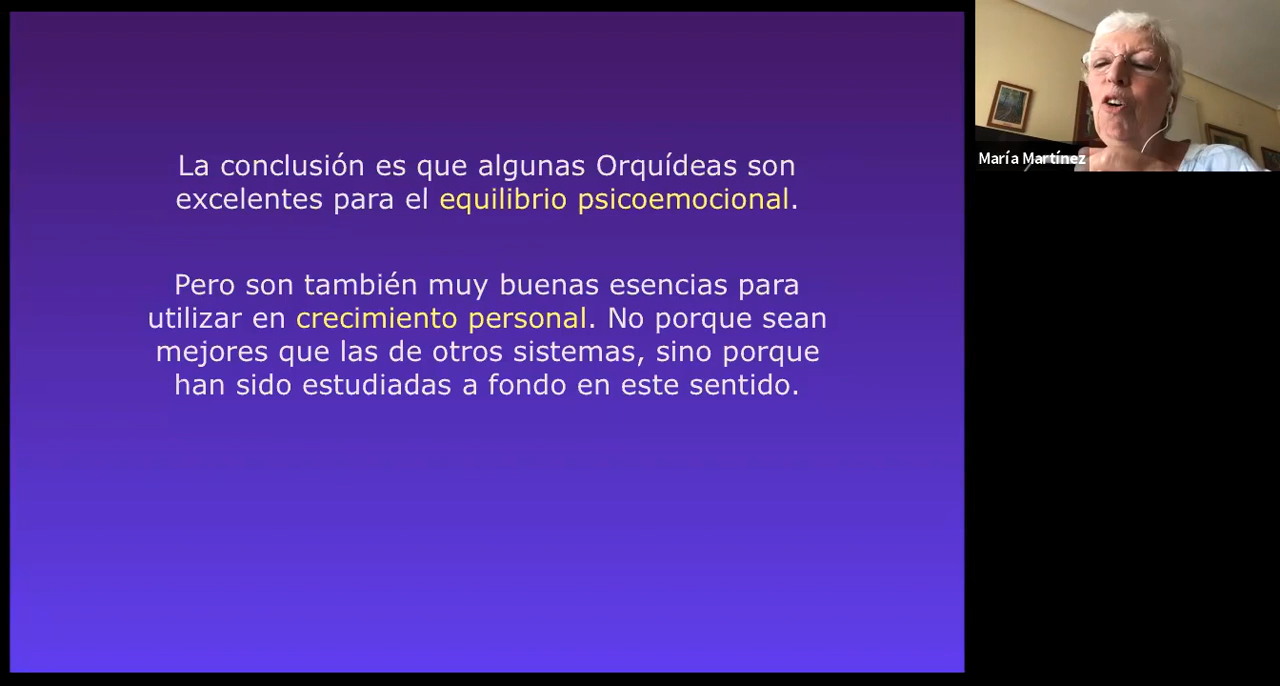 La conclusión es que algunas Orquídeas son
excelentes para el equilibrio psicoemocional.
Pero son también muy buenas esencias para
utilizar en crecimiento personal. No porque sean
mejores que las de otros sistemas, sino porque
han sido estudiadas a fondo en este sentido.
María Martínez